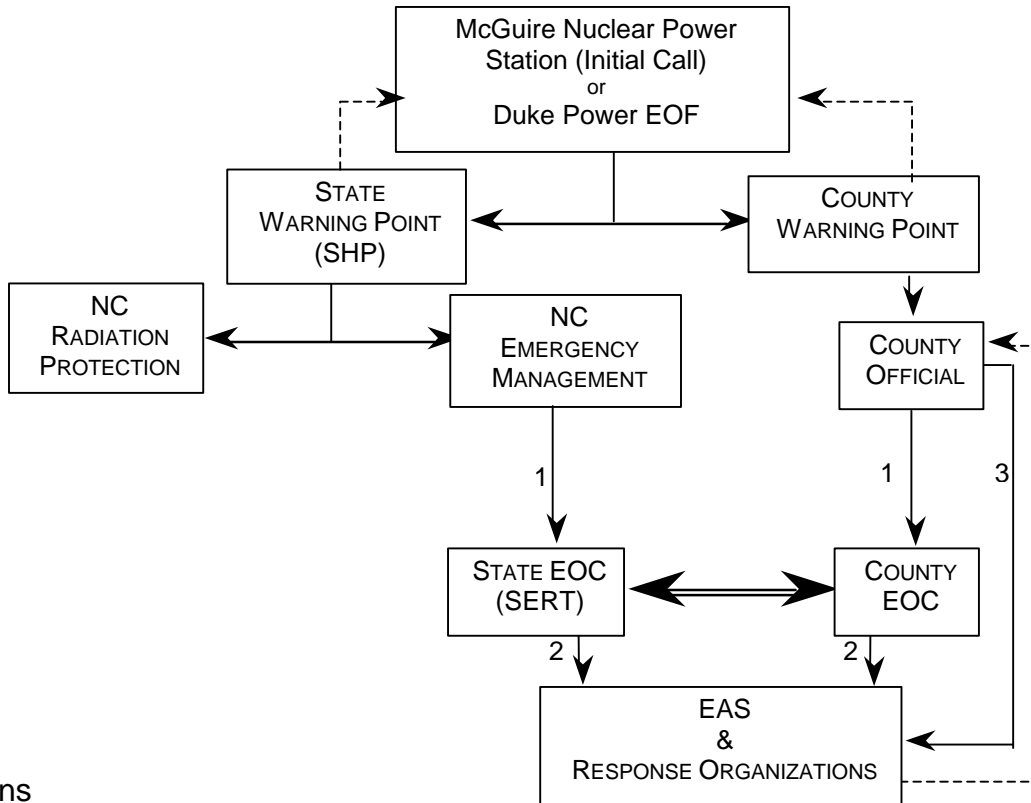 McGuire Nuclear Power
Station (Initial Call)
or
Duke Power EOF
STATE
WARNING POINT
(SHP)
COUNTY
WARNING POINT
NC
RADIATION
PROTECTION
NC
EMERGENCY
MANAGEMENT
COUNTY
OFFICIAL
1
1
3
STATE EOC
(SERT)
COUNTY
EOC
2
2
EAS
&
RESPONSE ORGANIZATIONS
ns